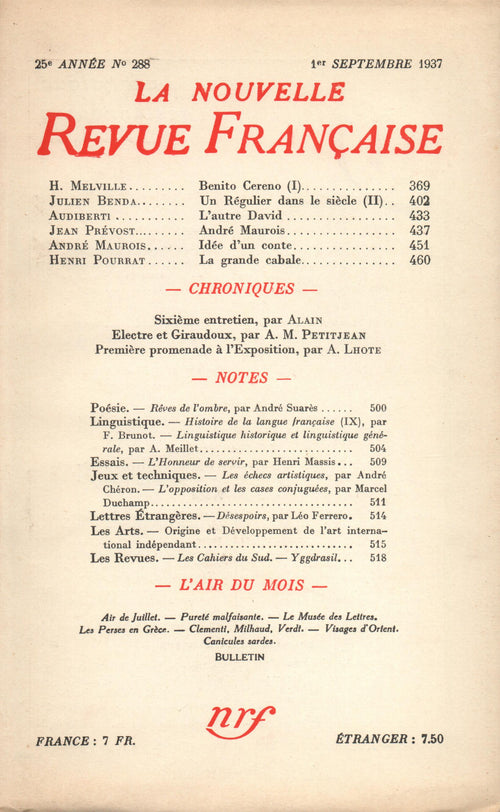 25e ANNÉE No 288 1er SEPTEMBRE 1937
LA NOUVELLE
REVUE FRANÇAISE
H. MELVILLE......... Benito Cereno (I)............... 369
JULIEN BENDA........ Un Régulier dans le siècle (II).. 402
AUDIBERTI .......... L'autre David .................. 433
JEAN PRÉVOST........ André Maurois.................. 437
ANDRÉ MAUROIS...... Idée d'un conte................. 451
HENRI POURRAT...... La grande cabale............... 460
— CHRONIQUES —
Sixième entretien, par ALAIN
Electre et Giraudoux, par A. M. PETITJEAN
Première promenade à l'Exposition, par A. LHOTE
— NOTES —
Poésie. — Rêves de l'ombre, par André Suarès ...... 500
Linguistique. — Histoire de la langue française (IX), par
F. Brunot. — Linguistique historique et linguistique géné-
rale, par A. Meillet................................. 504
Essais. — L'Honneur de servir, par Henri Massis... 509
Jeux et techniques. — Les échecs artistiques, par André
Chéron. — L'opposition et les cases conjuguées, par Marcel
Duchamp......................................... 511
Lettres Étrangères. — Désespoirs, par Léo Ferrero. 514
Les Arts. — Origine et Développement de l'art interna-
tional indépendant................................. 515
Les Revues. — Les Cahiers du Sud. — Yggdrasil... 518
— L'AIR DU MOIS —
Air de Juillet. — Pureté malfaisante. — Le Musée des Lettres.
Les Perses en Grèce. — Clementi, Milhaud, Verdi. — Visages d'Orient.
Canicules sardes.
BULLETIN
nrf
FRANCE : 7 FR. ÉTRANGER : 7.50